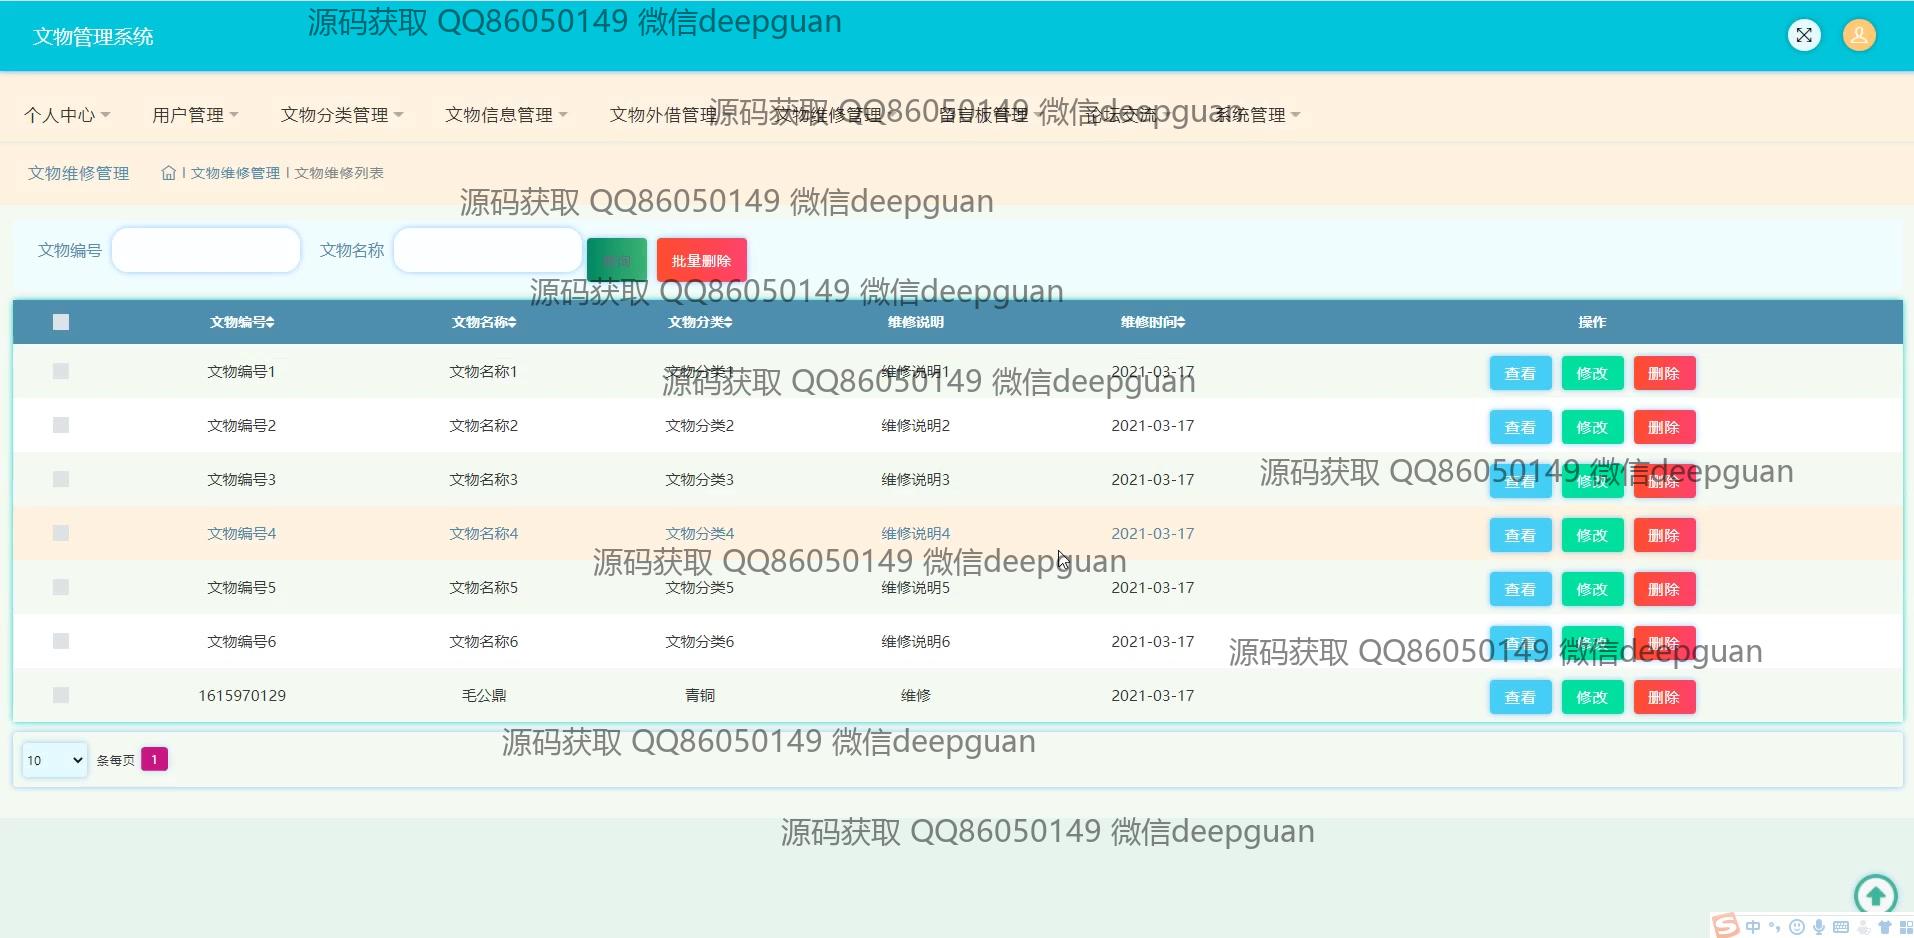 源码获取 QQ86050149 微信deepguan
文物管理系统
个人中心 用户管理 文物分类管理 文物信息管理 文物外借管理 文物维修管理 留言板管理 论坛交流 系统管理
源码获取 QQ86050149 微信deepguan
文物维修管理 文物维修管理 文物维修列表
源码获取 QQ86050149 微信deepguan
文物编号 文物名称 查询 批量删除
源码获取 QQ86050149 微信deepguan
文物编号 文物名称 文物分类 维修说明 维修时间 操作
文物编号1 文物名称1 文物分类1 维修说明1 2021-03-17 查看 修改 删除
源码获取 QQ86050149 微信deepguan
文物编号2 文物名称2 文物分类2 维修说明2 2021-03-17 查看 修改 删除
源码获取 QQ86050149 微信deepguan
文物编号3 文物名称3 文物分类3 维修说明3 2021-03-17 查看 修改 删除
文物编号4 文物名称4 文物分类4 维修说明4 2021-03-17 查看 修改 删除
源码获取 QQ86050149 微信deepguan
文物编号5 文物名称5 文物分类5 维修说明5 2021-03-17 查看 修改 删除
文物编号6 文物名称6 文物分类6 维修说明6 2021-03-17 查看 修改 删除
源码获取 QQ86050149 微信deepguan
1615970129 毛公鼎 青铜 维修 2021-03-17 查看 修改 删除
源码获取 QQ86050149 微信deepguan
10 条每页 1
源码获取 QQ86050149 微信deepguan
中